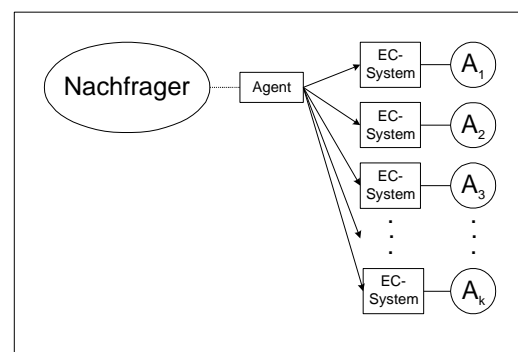 Nachfrager
Agent
EC-
System
A1
EC-
System
A2
EC-
System
A3
EC-
System
Ak